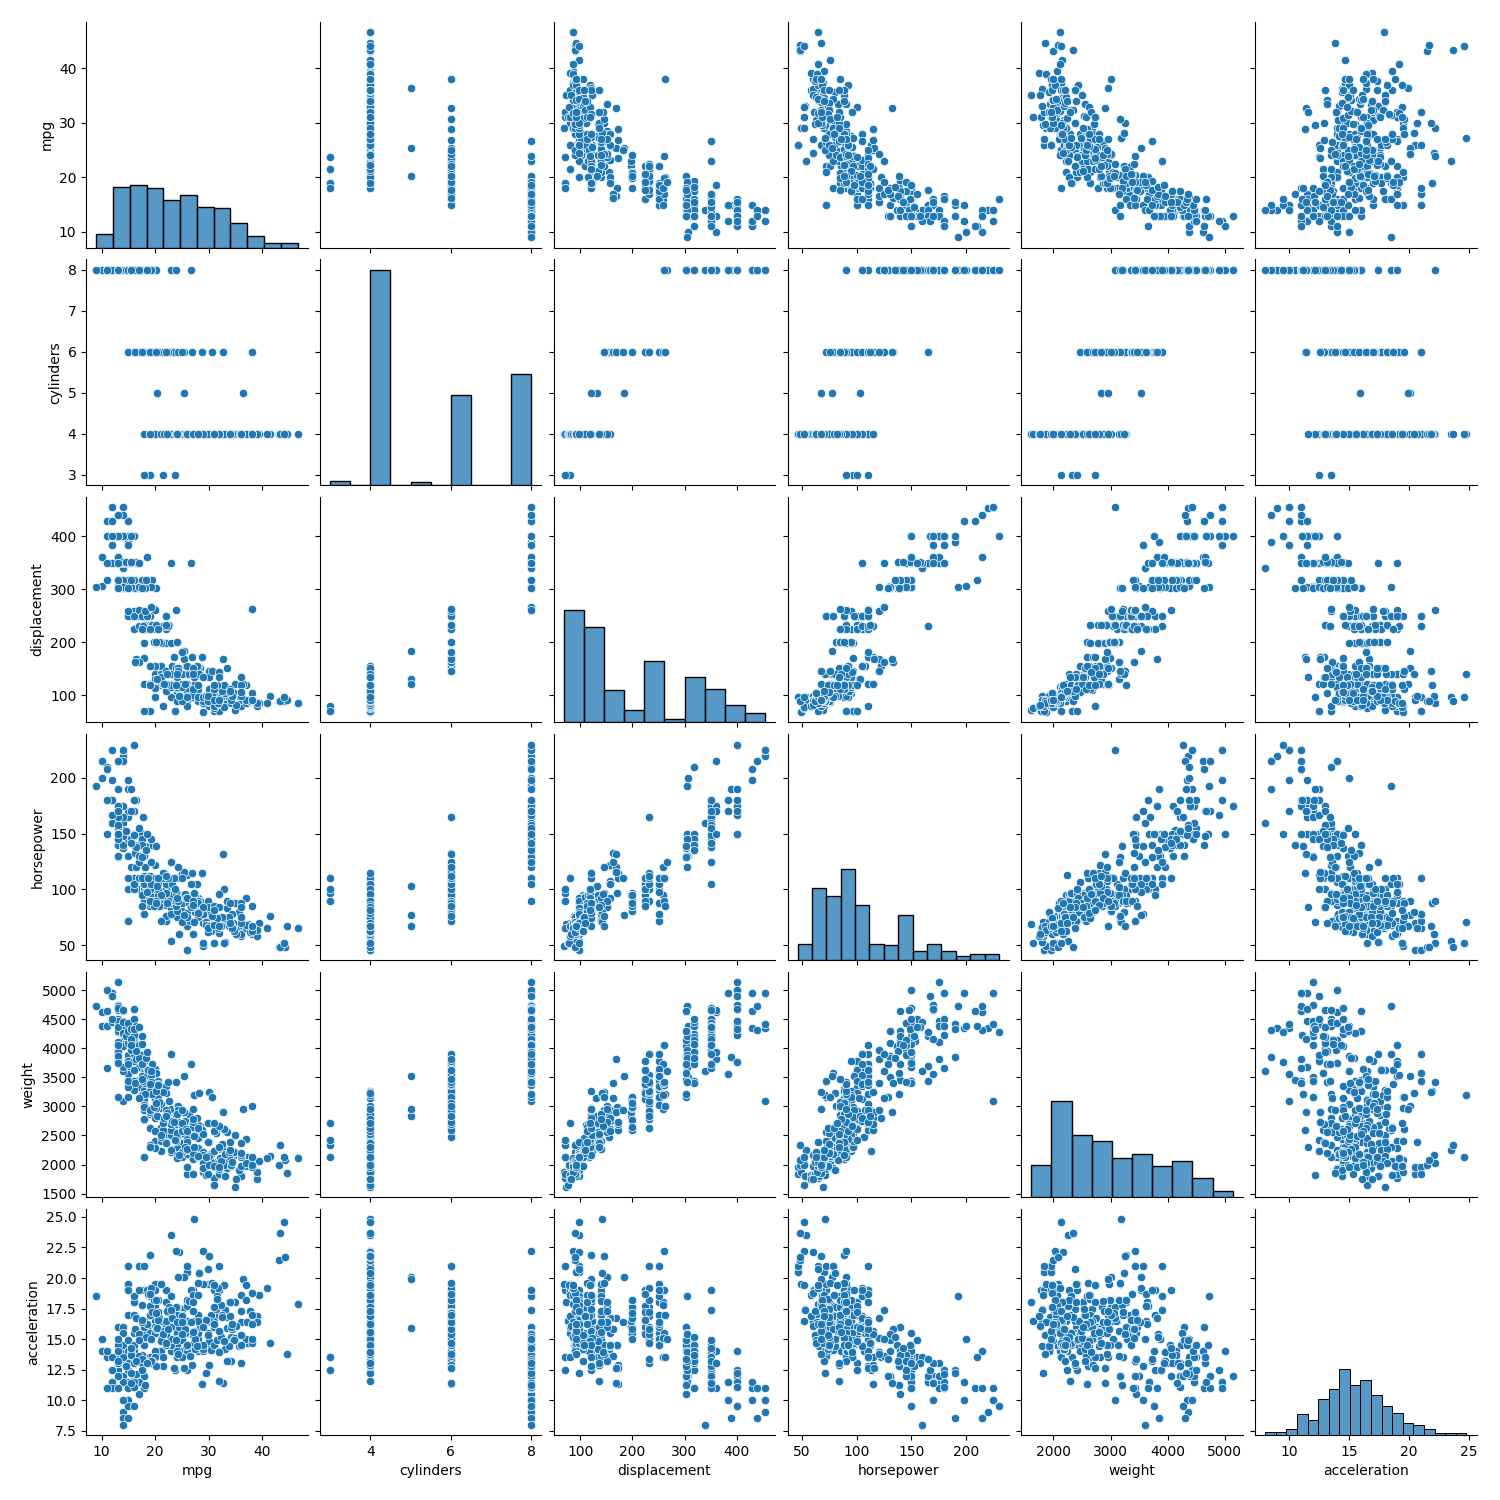 40
30
20
10
mpg
8
7
6
5
4
3
cylinders
400
300
200
100
displacement
200
150
100
50
horsepower
5000
4500
4000
3500
3000
2500
2000
1500
weight
25.0
22.5
20.0
17.5
15.0
12.5
10.0
7.5
acceleration
10 20 30 40
4 6 8
100 200 300 400
50 100 150 200
2000 3000 4000 5000
10 15 20 25
mpg cylinders displacement horsepower weight acceleration